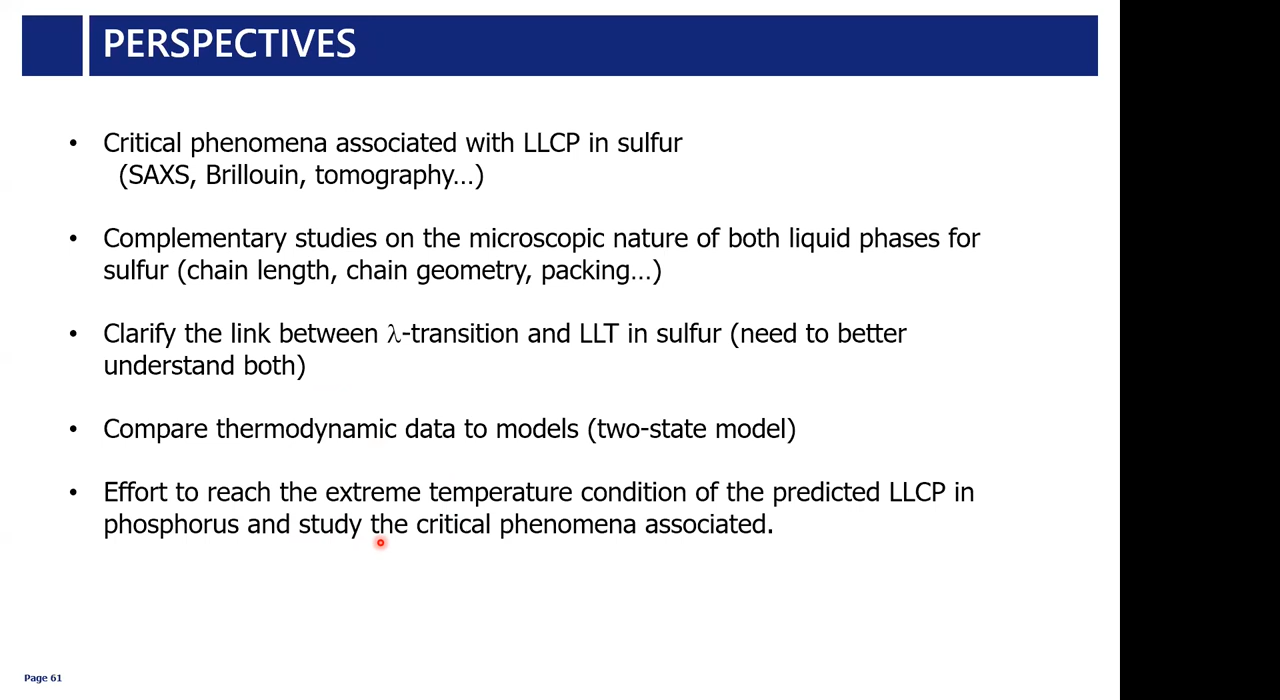 PERSPECTIVES
• Critical phenomena associated with LLCP in sulfur
(SAXS, Brillouin, tomography…)
• Complementary studies on the microscopic nature of both liquid phases for
sulfur (chain length, chain geometry, packing…)
• Clarify the link between λ-transition and LLT in sulfur (need to better
understand both)
• Compare thermodynamic data to models (two-state model)
• Effort to reach the extreme temperature condition of the predicted LLCP in
phosphorus and study the critical phenomena associated.
Page 61